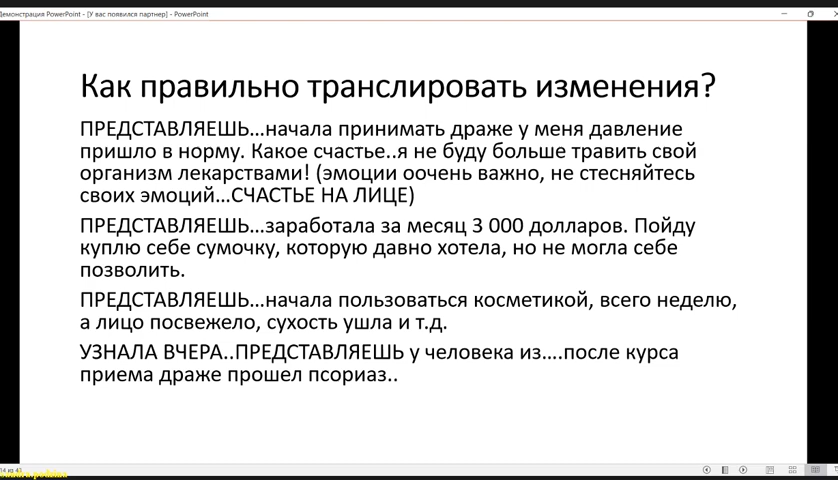 Демонстрация PowerPoint - [У вас появился партнер] - PowerPoint
Как правильно транслировать изменения?
ПРЕДСТАВЛЯЕШЬ...начала принимать драже у меня давление
пришло в норму. Какое счастье..я не буду больше травить свой
организм лекарствами! (эмоции оочень важно, не стесняйтесь
своих эмоций...СЧАСТЬЕ НА ЛИЦЕ)
ПРЕДСТАВЛЯЕШЬ...заработала за месяц 3 000 долларов. Пойду
куплю себе сумочку, которую давно хотела, но не могла себе
позволить.
ПРЕДСТАВЛЯЕШЬ...начала пользоваться косметикой, всего неделю,
а лицо посвежело, сухость ушла и т.д.
УЗНАЛА ВЧЕРА..ПРЕДСТАВЛЯЕШЬ у человека из....после курса
приема драже прошел псориаз..
14 из 43